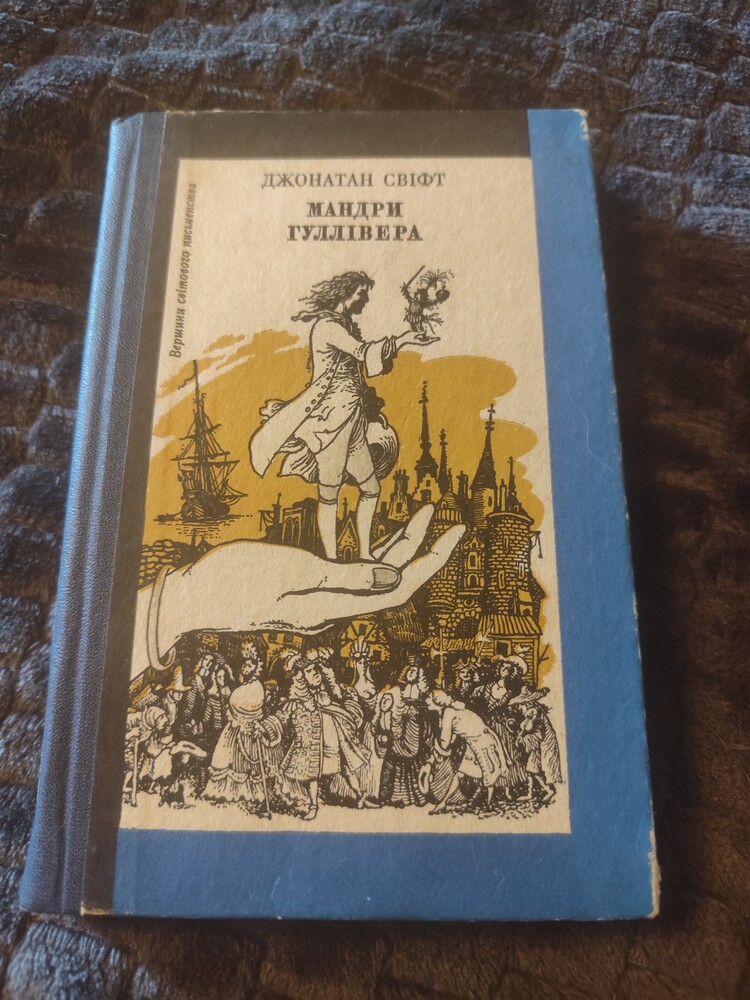 ДЖОНАТАН СВІФТ
МАНДРИ
ГУЛЛІВЕРА
Вершини світового письменства